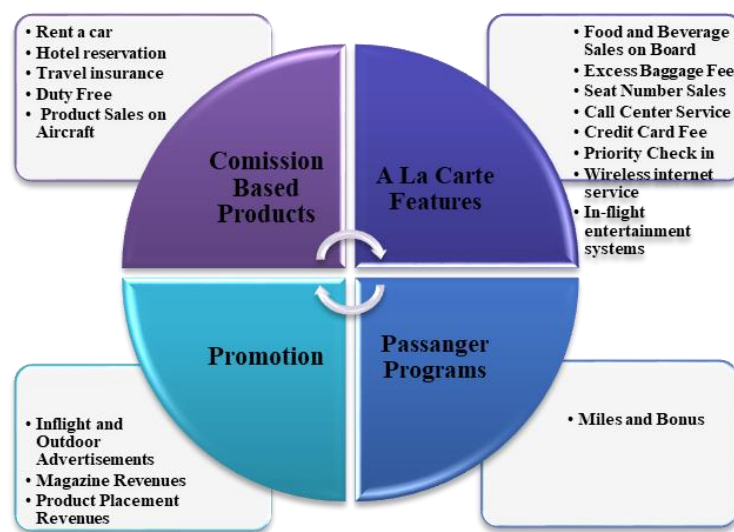 • Rent a car
• Hotel reservation
• Travel insurance
• Duty Free
• Product Sales on
Aircraft
• Food and Beverage
Sales on Board
• Excess Baggage Fee
• Seat Number Sales
• Call Center Service
• Credit Card Fee
• Priority Check in
• Wireless internet
service
• In-flight
entertainment
systems
Comission
Based
Products
A La Carte
Features
Promotion
Passanger
Programs
• Inflight and
Outdoor
Advertisements
• Magazine Revenues
• Product Placement
Revenues
• Miles and Bonus